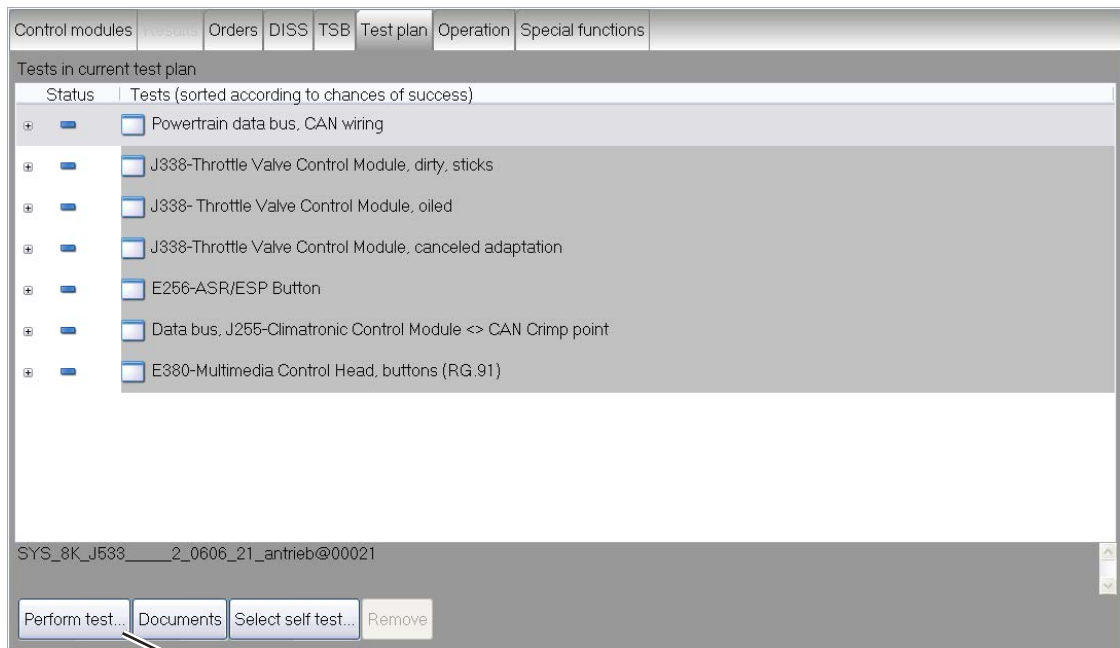 Control modules Results Orders DISS TSB Test plan Operation Special functions
Tests in current test plan
Status Tests (sorted according to chances of success)
Powertrain data bus, CAN wiring
J338-Throttle Valve Control Module, dirty, sticks
J338- Throttle Valve Control Module, oiled
J338-Throttle Valve Control Module, canceled adaptation
E256-ASR/ESP Button
Data bus, J255-Climatronic Control Module <> CAN Crimp point
E380-Multimedia Control Head, buttons (RG.91)
SYS_8K_J533_____2_0606_21_antrieb@00021
Perform test... Documents Select self test... Remove